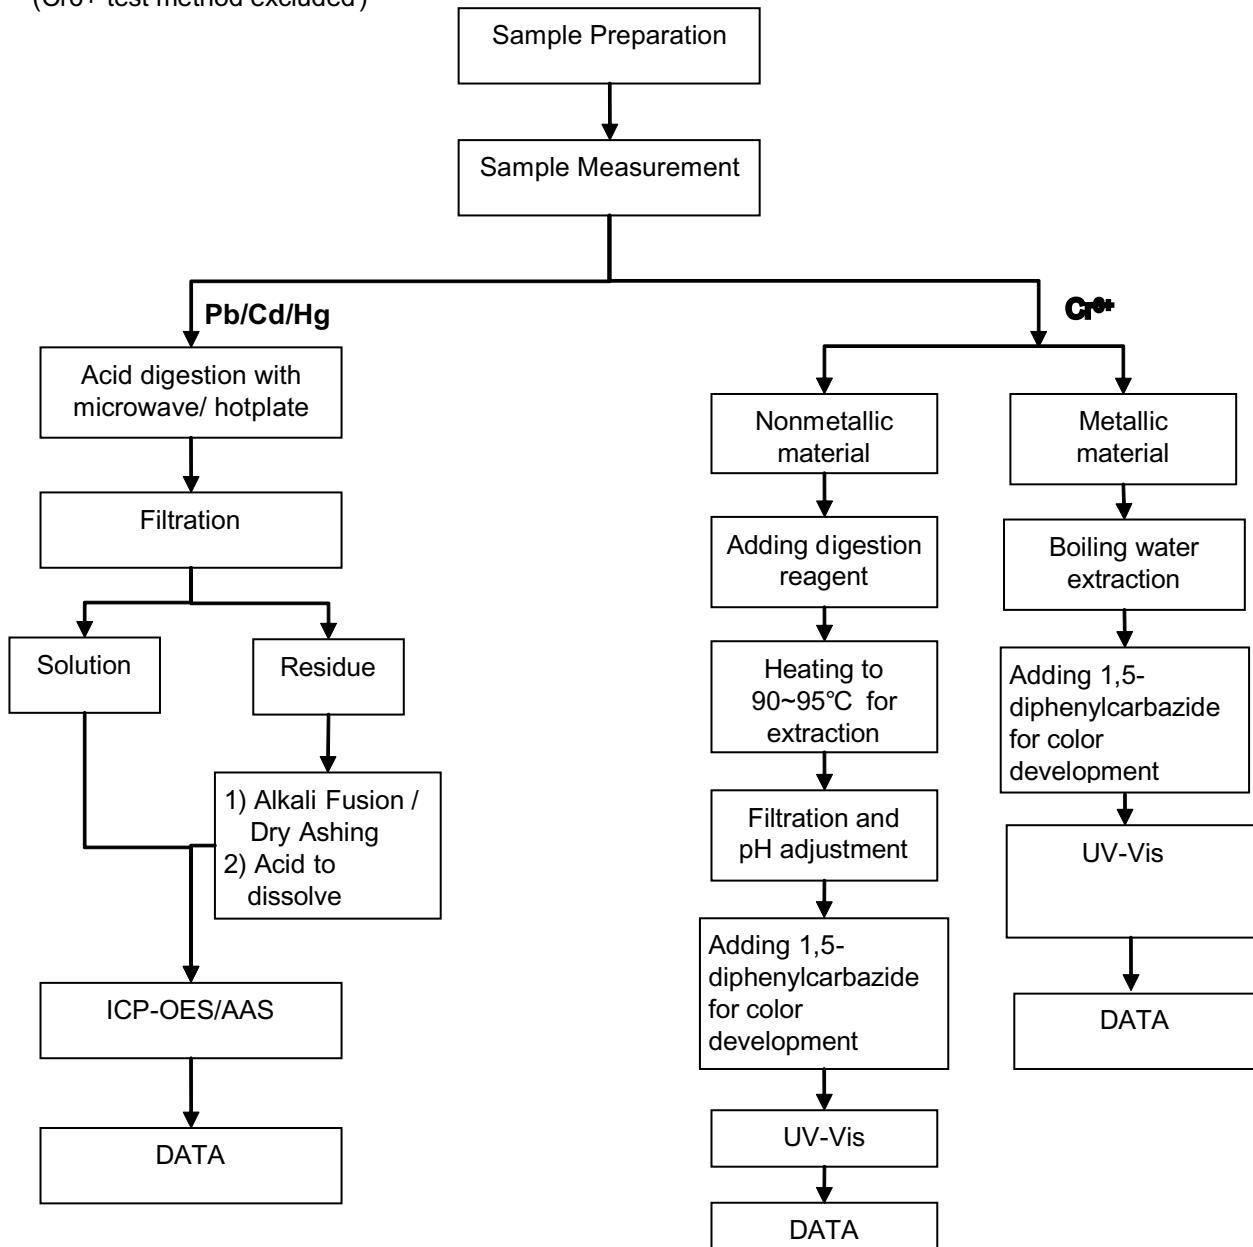 (Cr6+ test method excluded)
Sample Preparation
Sample Measurement
Pb/Cd/Hg
Acid digestion with
microwave/ hotplate
Filtration
Solution
Residue
1) Alkali Fusion /
Dry Ashing
2) Acid to
dissolve
ICP-OES/AAS
DATA
Cr6+
Nonmetallic
material
Adding digestion
reagent
Heating to
90~95℃ for
extraction
Filtration and
pH adjustment
Adding 1,5-
diphenylcarbazide
for color
development
UV-Vis
DATA
Metallic
material
Boiling water
extraction
Adding 1,5-
diphenylcarbazide
for color
development
UV-Vis
DATA